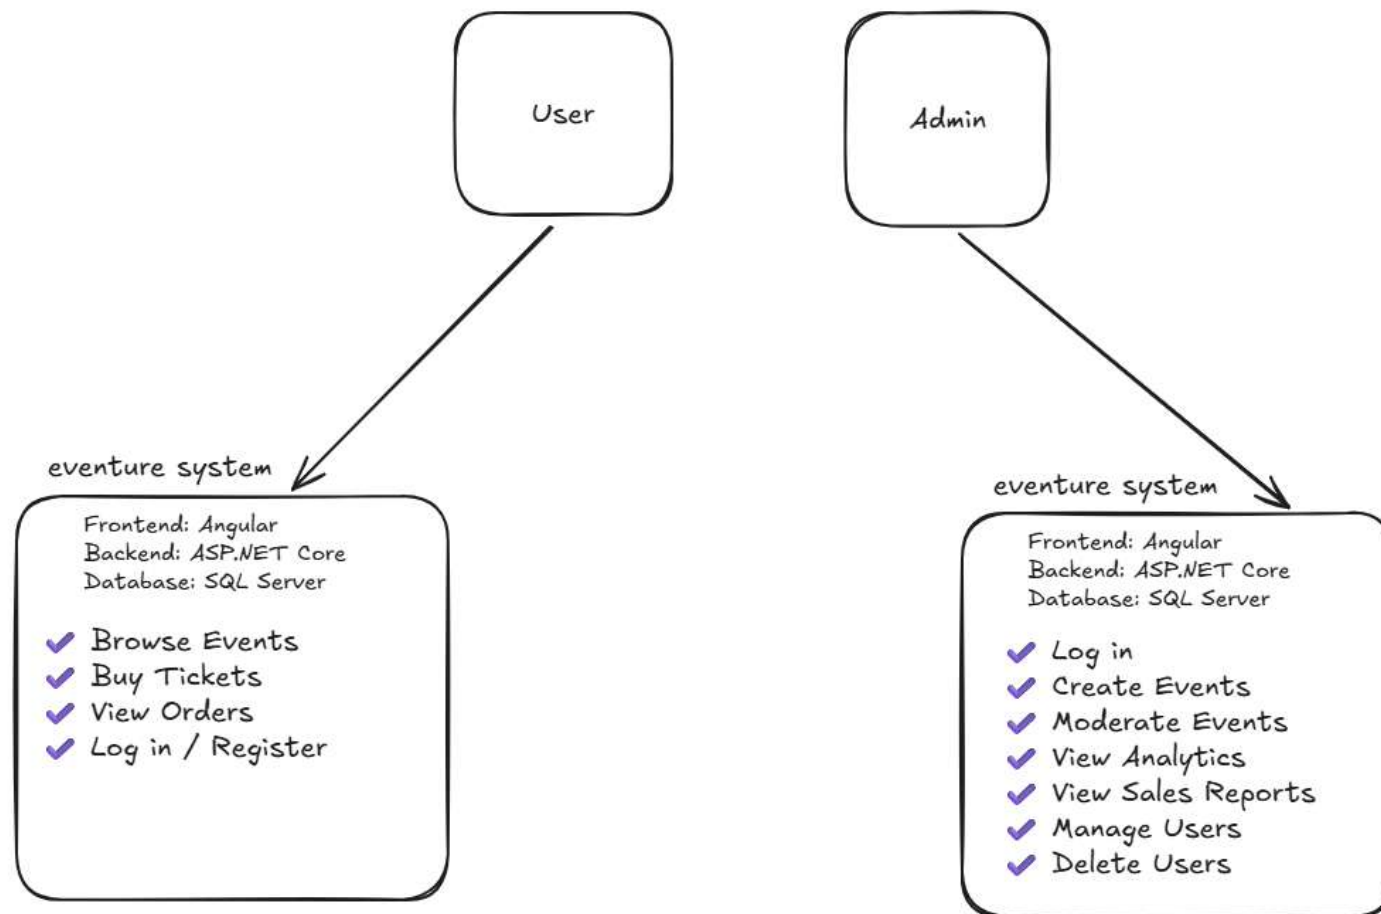 User
Admin
eventure system
Frontend: Angular
Backend: ASP.NET Core
Database: SQL Server
Browse Events
Buy Tickets
View Orders
Log in / Register
eventure system
Frontend: Angular
Backend: ASP.NET Core
Database: SQL Server
Log in
Create Events
Moderate Events
View Analytics
View Sales Reports
Manage Users
Delete Users